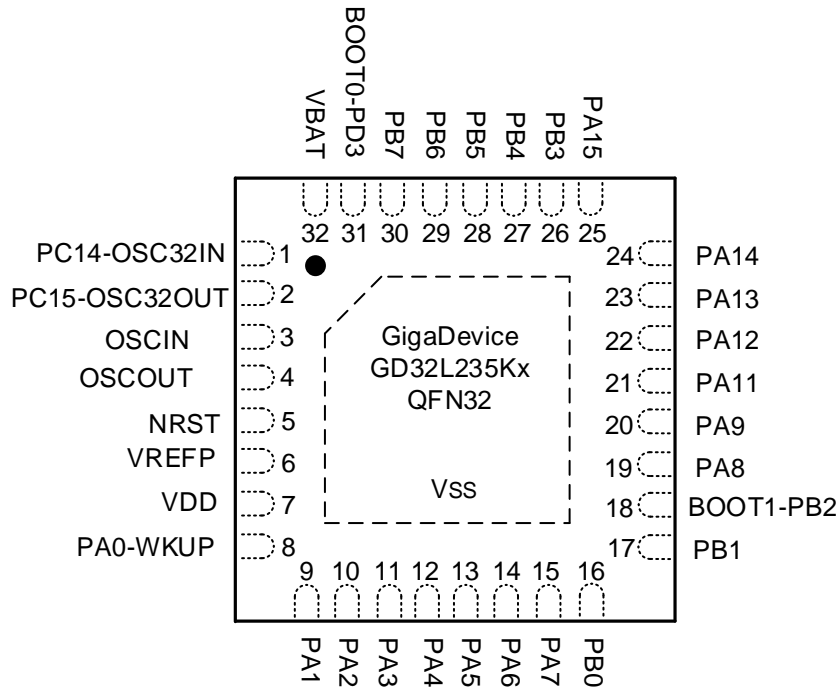 VBAT
BOOT0-PD3
PB7
PB6
PB5
PB4
PB3
PA15
32 31 30 29 28 27 26 25
PC14-OSC32IN 1
PC15-OSC32OUT 2
OSCIN 3
OSCOUT 4
NRST 5
VREFP 6
VDD 7
PA0-WKUP 8
GigaDevice
GD32L235Kx
QFN32
VSS
24 PA14
23 PA13
22 PA12
21 PA11
20 PA9
19 PA8
18 BOOT1-PB2
17 PB1
9 10 11 12 13 14 15 16
PA1
PA2
PA3
PA4
PA5
PA6
PA7
PB0